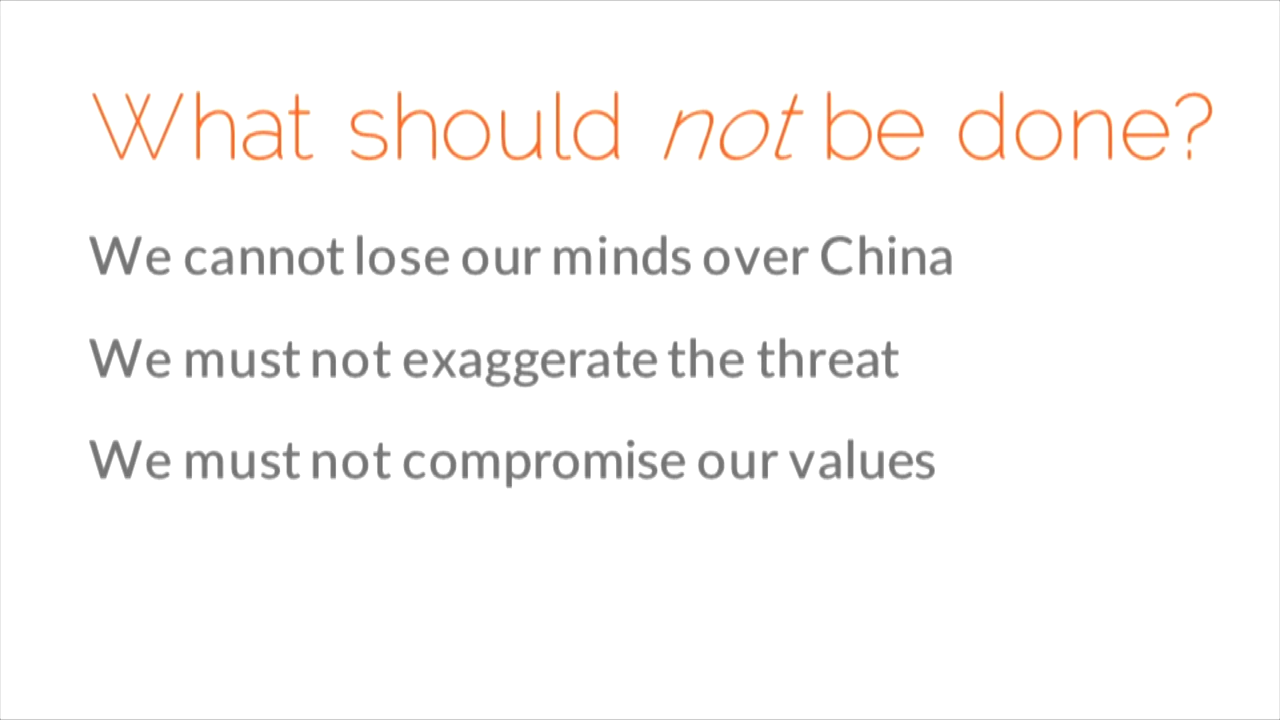 What should not be done?
We cannot lose our minds over China
We must not exaggerate the threat
We must not compromise our values